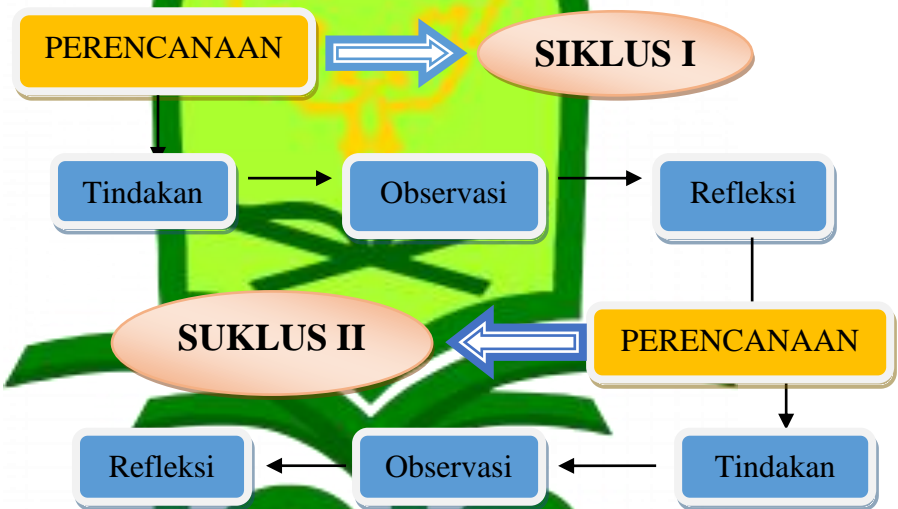 PERENCANAAN
SIKLUS I
Tindakan
Observasi
Refleksi
SUKLUS II
PERENCANAAN
Refleksi
Observasi
Tindakan